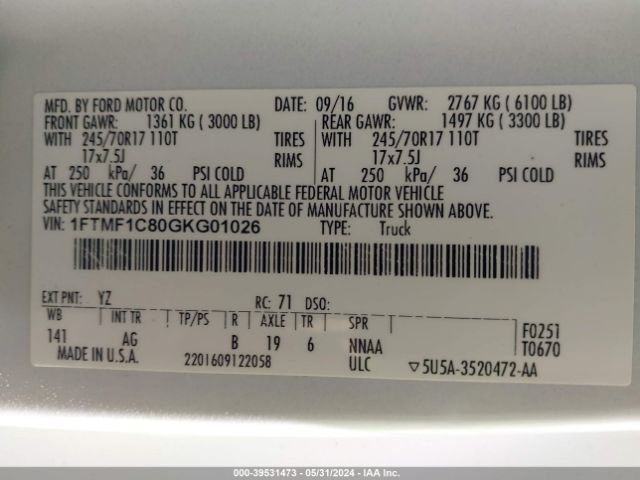 MFD. BY FORD MOTOR CO. DATE: 09/16 GVWR: 2767 KG ( 6100 LB)
FRONT GAWR: 1361 KG ( 3000 LB) REAR GAWR: 1497 KG ( 3300 LB)
WITH 245/70R17 110T TIRES WITH 245/70R17 110T TIRES
17x7.5J RIMS 17x7.5J RIMS
AT 250 kPa/ 36 PSI COLD AT 250 kPa/ 36 PSI COLD
THIS VEHICLE CONFORMS TO ALL APPLICABLE FEDERAL MOTOR VEHICLE
SAFETY STANDARDS IN EFFECT ON THE DATE OF MANUFACTURE SHOWN ABOVE.
VIN: 1FTMF1C80GKG01026 TYPE: Truck
EXT PNT: YZ RC: 71 DSO:
WB INT TR TP/PS R AXLE TR SPR F0251
141 AG B 19 6 NNAA T0670
MADE IN U.S.A. 2201609122058 ULC ▽5U5A-3520472-AA
000-39531473 - 05/31/2024 - IAA Inc.